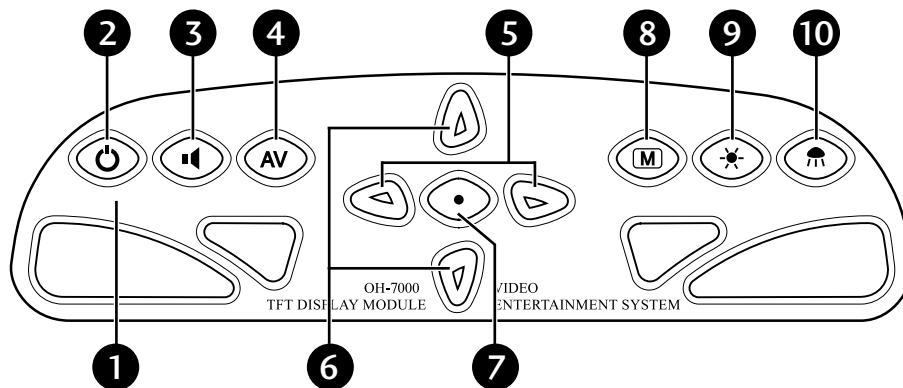 2 3 4 5 8 9 10
AV M
OH-7000 VIDEO
TFT DISPLAY MODULE ENTERTAINMENT SYSTEM
1 6 7